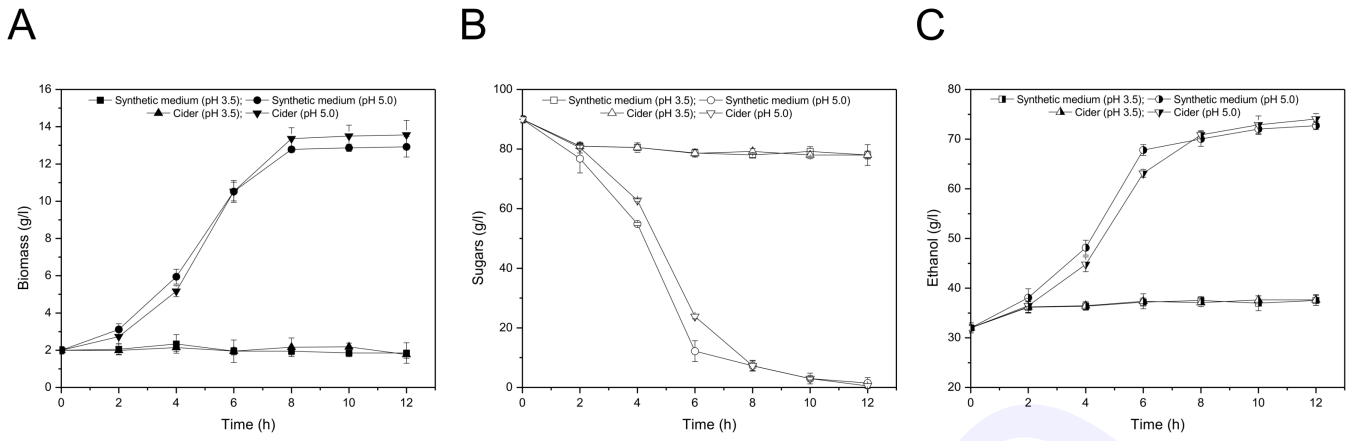 A
B
C
Synthetic medium (pH 3.5); Synthetic medium (pH 5.0)
Cider (pH 3.5); Cider (pH 5.0)
16
14
12
10
8
6
4
2
0
Biomass (g/l)
0 2 4 6 8 10 12
Time (h)
Synthetic medium (pH 3.5); Synthetic medium (pH 5.0)
Cider (pH 3.5); Cider (pH 5.0)
100
80
60
40
20
0
Sugars (g/l)
0 2 4 6 8 10 12
Time (h)
Synthetic medium (pH 3.5); Synthetic medium (pH 5.0)
Cider (pH 3.5); Cider (pH 5.0)
80
70
60
50
40
30
20
Ethanol (g/l)
0 2 4 6 8 10 12
Time (h)